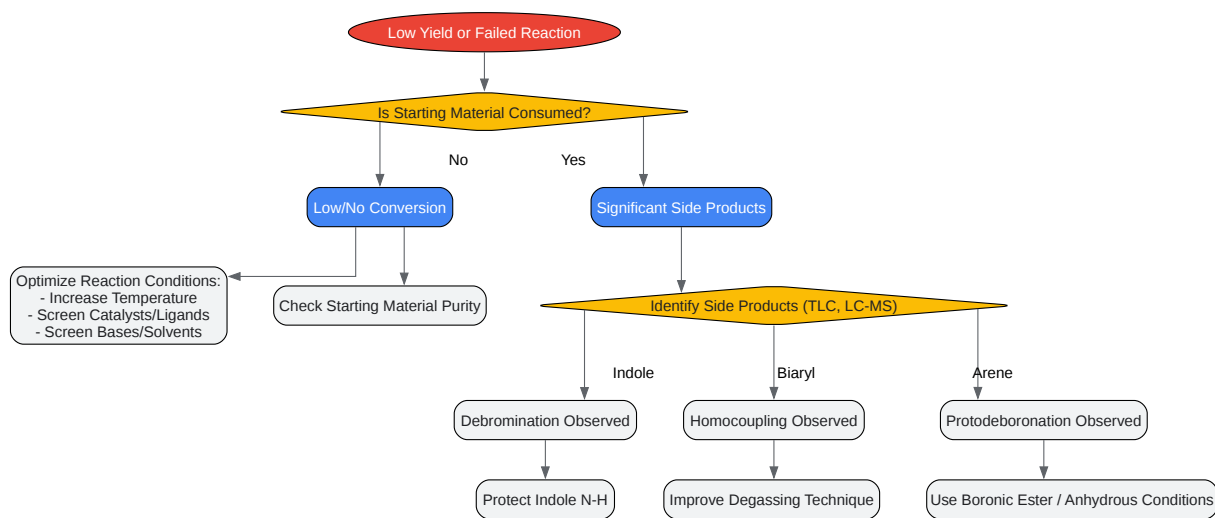 Low Yield or Failed Reaction
Is Starting Material Consumed?
No
Yes
Low/No Conversion
Significant Side Products
Optimize Reaction Conditions:
- Increase Temperature
- Screen Catalysts/Ligands
- Screen Bases/Solvents
Check Starting Material Purity
Identify Side Products (TLC, LC-MS)
Indole
Biaryl
Arene
Debromination Observed
Homocoupling Observed
Protodeboronation Observed
Protect Indole N-H
Improve Degassing Technique
Use Boronic Ester / Anhydrous Conditions